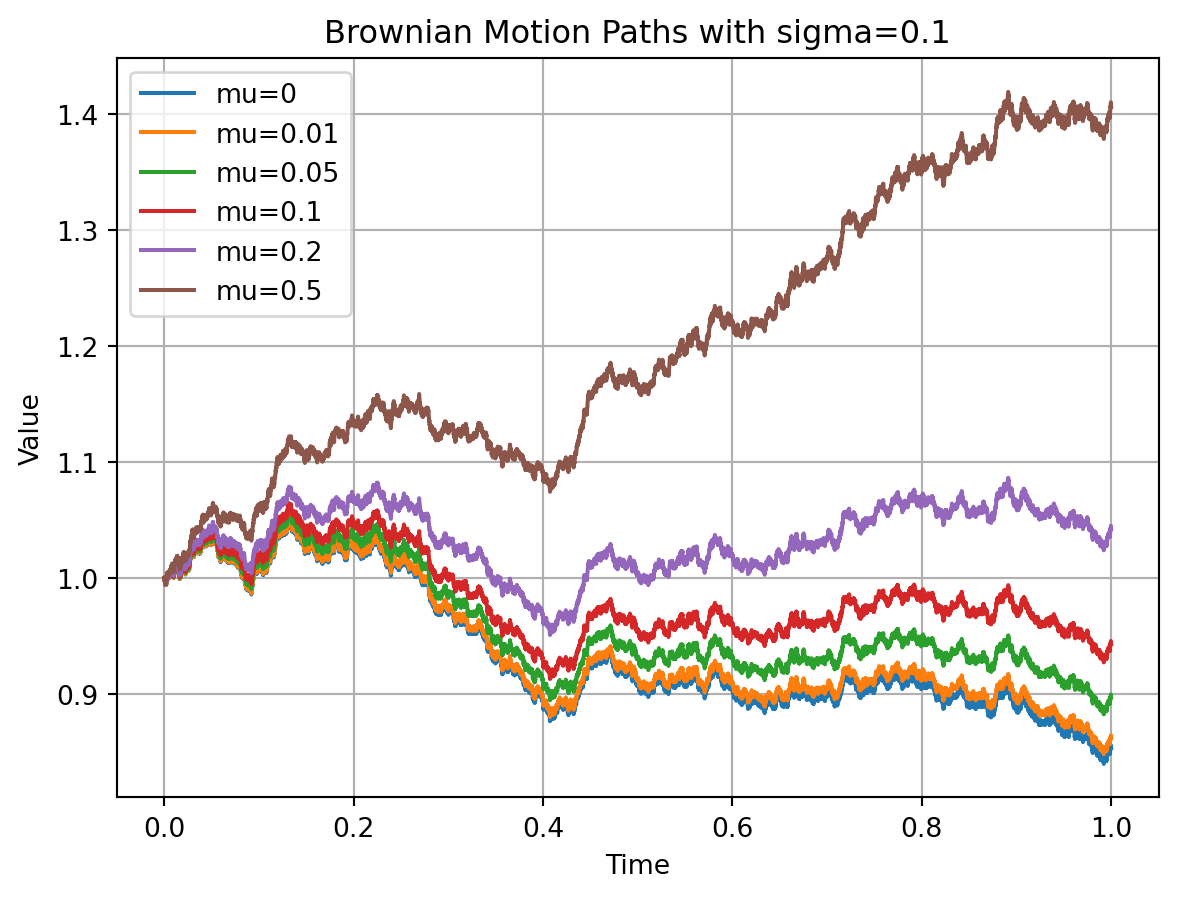 Brownian Motion Paths with sigma=0.1
mu=0
mu=0.01
mu=0.05
mu=0.1
mu=0.2
mu=0.5
1.4
1.3
1.2
1.1
1.0
0.9
Value
0.0 0.2 0.4 0.6 0.8 1.0
Time